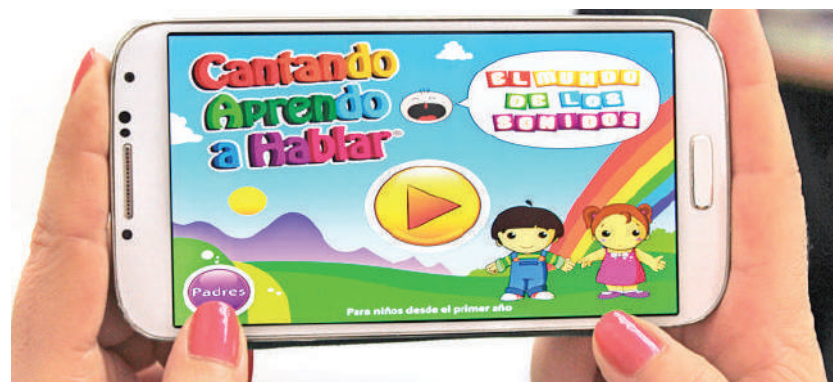 Cantando
Aprendo
a Hablar®
EL MUNDO
DE LOS
SONIDOS
Padres
Para niños desde el primer año